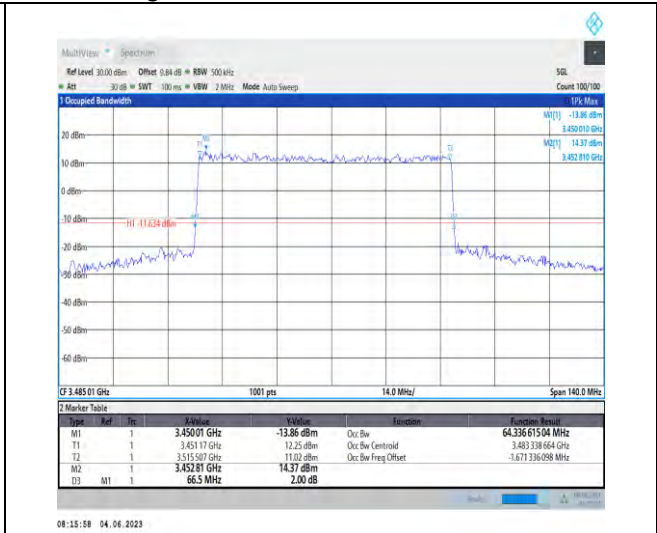 MultiView Spectrum
Ref Level 30.00 dBm Offset 9.84 dB RBW 500 kHz SGL
Att 30 dB SWT 100 ms VBW 2 MHz Mode Auto Sweep Count 100/100
1 Occupied Bandwidth 1Pk Max
M1[1] -13.86 dBm
3.450 010 GHz
20 dBm
M2[1] 14.37 dBm
3.452 810 GHz
M2
T1
T2
10 dBm
0 dBm
-10 dBm
H1 -11.634 dBm
-20 dBm
-30 dBm
-40 dBm
-50 dBm
-60 dBm
CF 3.485 01 GHz 1001 pts 14.0 MHz/ Span 140.0 MHz
2 Marker Table
Type Ref Trc X-Value Y-Value Function Function Result
M1 1 3.45001 GHz -13.86 dBm Occ Bw 64.336 615 04 MHz
T1 1 3.451 17 GHz 12.25 dBm Occ Bw Centroid 3.483 338 664 GHz
T2 1 3.515 507 GHz 11.02 dBm Occ Bw Freq Offset -1.671 336 098 MHz
M2 1 3.45281 GHz 14.37 dBm
D3 M1 1 66.5 MHz 2.00 dB
08:15:58 04.06.2023